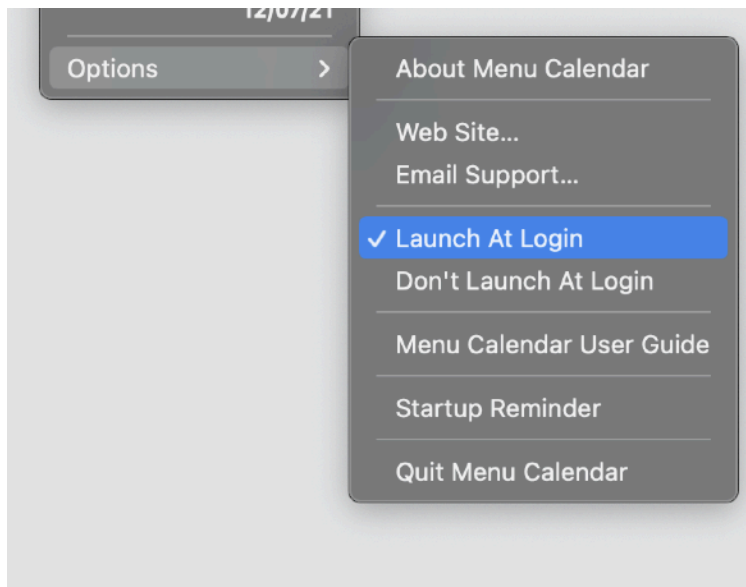 12/07/21
Options
About Menu Calendar
Web Site...
Email Support...
Launch At Login
Don't Launch At Login
Menu Calendar User Guide
Startup Reminder
Quit Menu Calendar